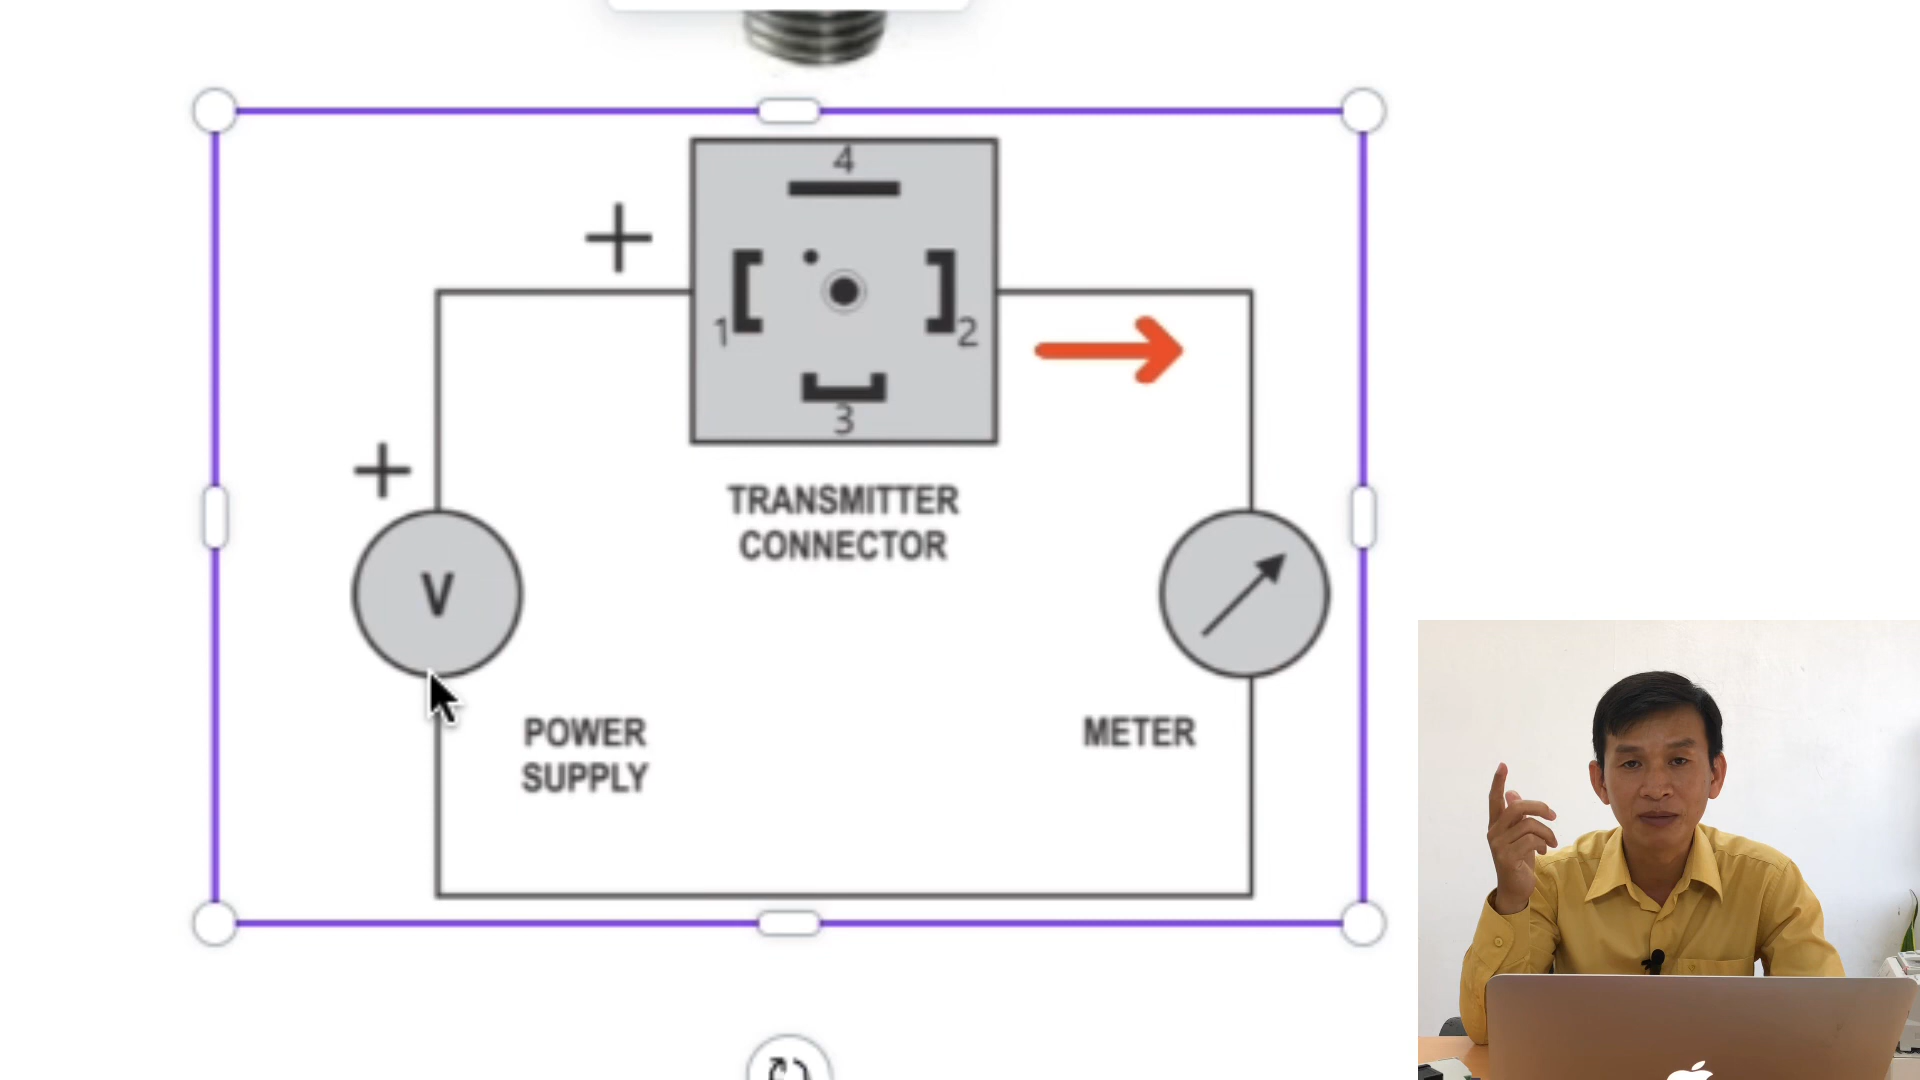 4
+
1
2
3
+
TRANSMITTER
CONNECTOR
V
POWER
SUPPLY
METER